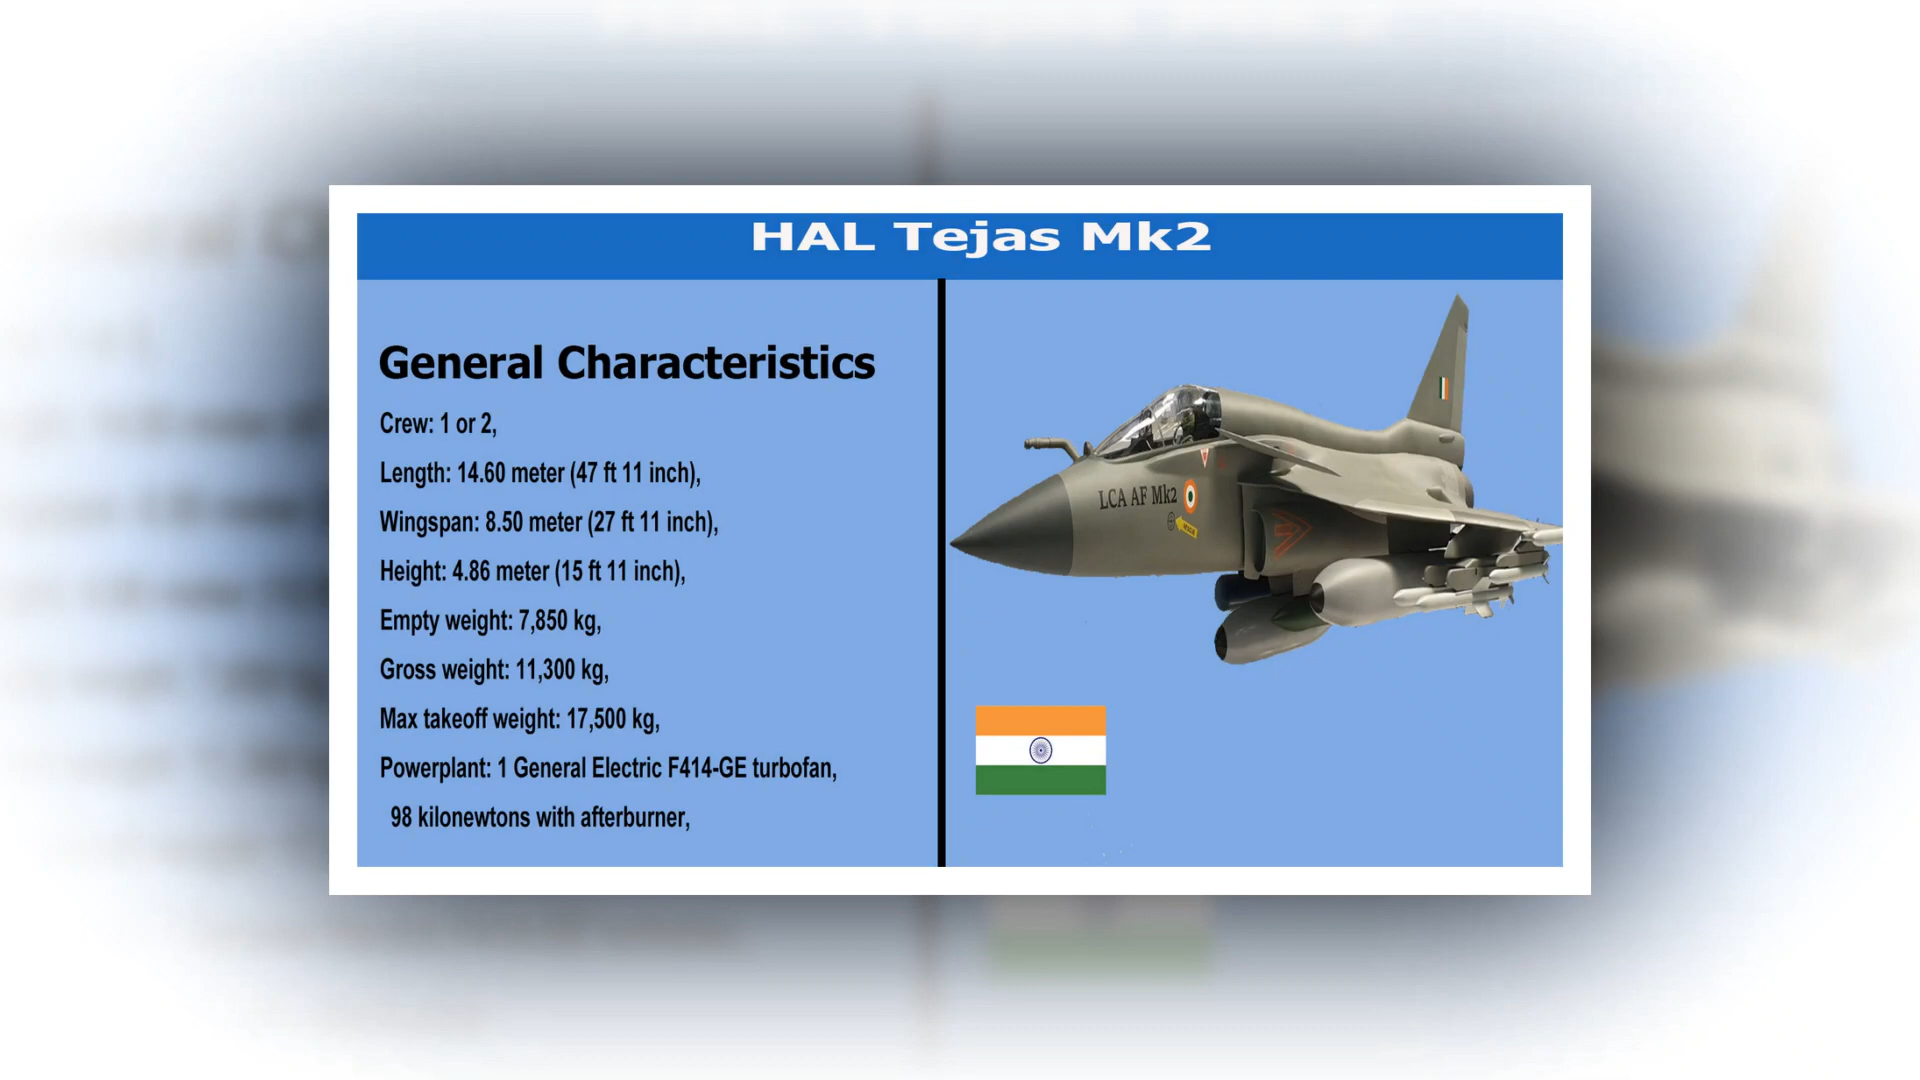 HAL Tejas Mk2
General Characteristics
Crew: 1 or 2,
Length: 14.60 meter (47 ft 11 inch),
Wingspan: 8.50 meter (27 ft 11 inch),
Height: 4.86 meter (15 ft 11 inch),
Empty weight: 7,850 kg,
Gross weight: 11,300 kg,
Max takeoff weight: 17,500 kg,
Powerplant: 1 General Electric F414-GE turbofan,
98 kilonewtons with afterburner,
LCA AF Mk2